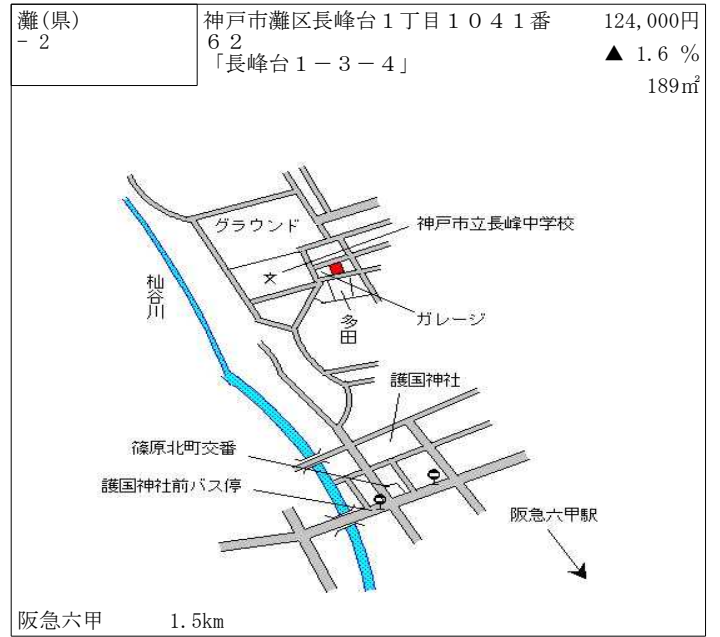 灘(県)
- 2
神戸市灘区長峰台１丁目１０４１番
６２
「長峰台１－３－４」
124,000円
▲ 1.6 %
189㎡
グラウンド
神戸市立長峰中学校
文
杣谷川
多田
ガレージ
護国神社
篠原北町交番
護国神社前バス停
阪急六甲駅
阪急六甲 1.5km